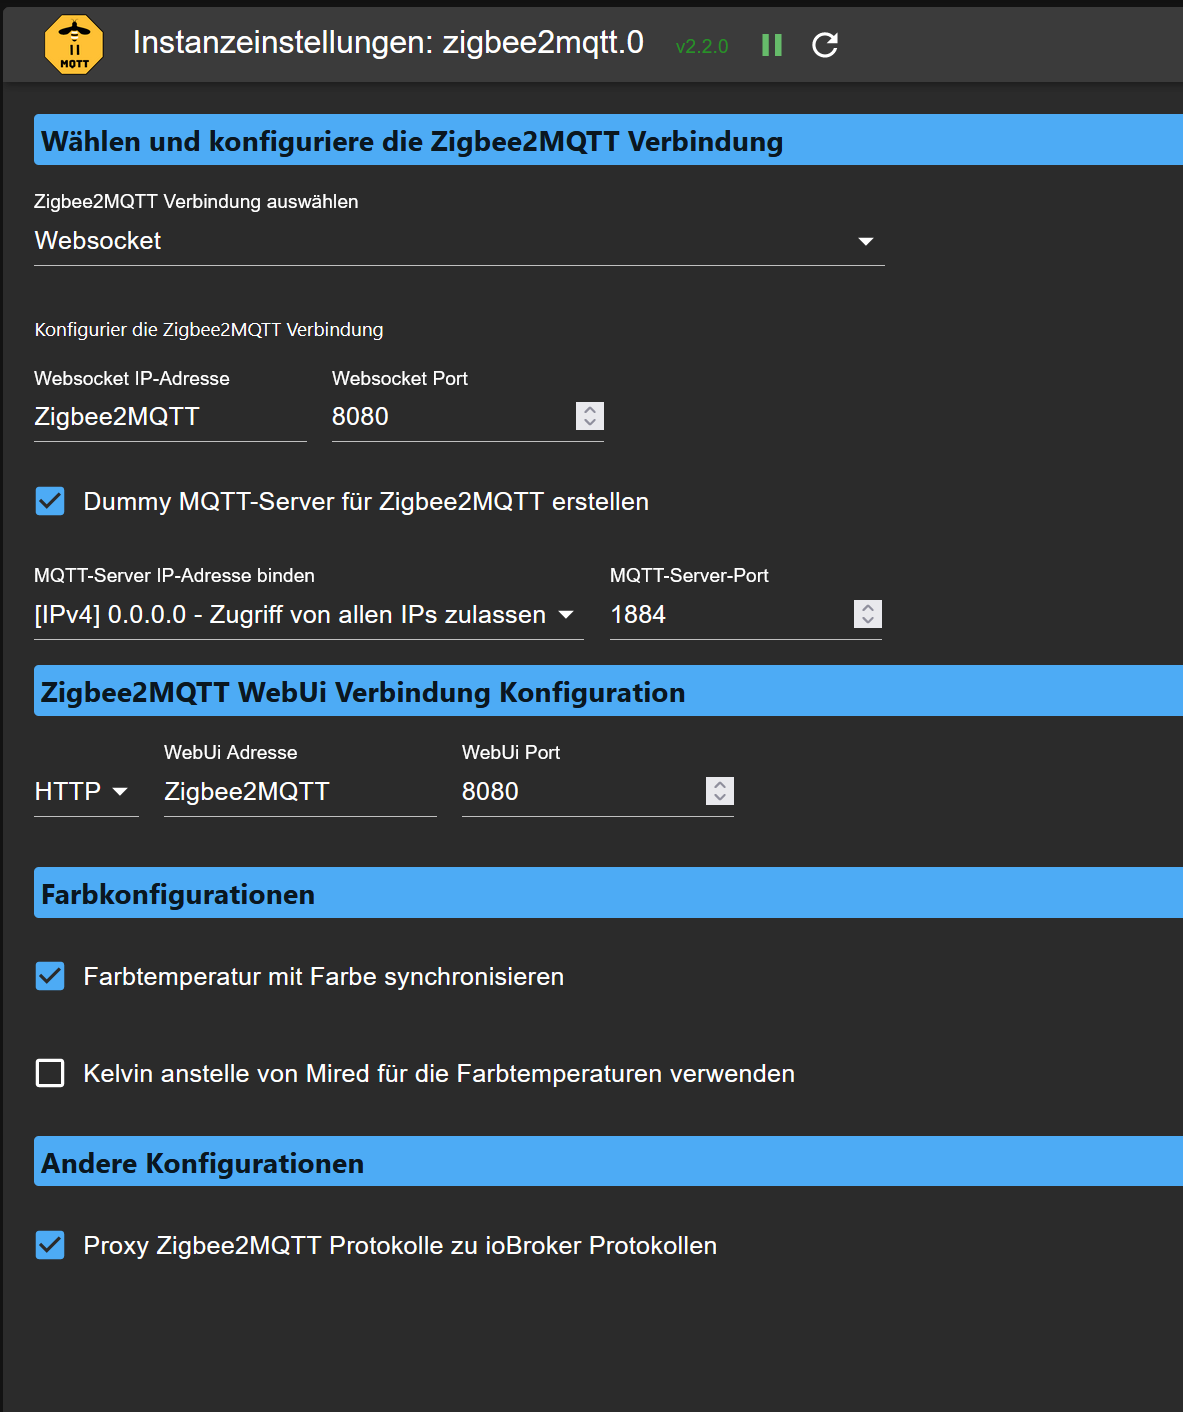 MQTT
Instanzeinstellungen: zigbee2mqtt.0 v2.2.0
Wählen und konfiguriere die Zigbee2MQTT Verbindung
Zigbee2MQTT Verbindung auswählen
Websocket
Konfigurier die Zigbee2MQTT Verbindung
Websocket IP-Adresse Websocket Port
Zigbee2MQTT 8080
Dummy MQTT-Server für Zigbee2MQTT erstellen
MQTT-Server IP-Adresse binden MQTT-Server-Port
[IPv4] 0.0.0.0 - Zugriff von allen IPs zulassen 1884
Zigbee2MQTT WebUi Verbindung Konfiguration
WebUi Adresse WebUi Port
HTTP Zigbee2MQTT 8080
Farbkonfigurationen
Farbtemperatur mit Farbe synchronisieren
Kelvin anstelle von Mired für die Farbtemperaturen verwenden
Andere Konfigurationen
Proxy Zigbee2MQTT Protokolle zu ioBroker Protokollen